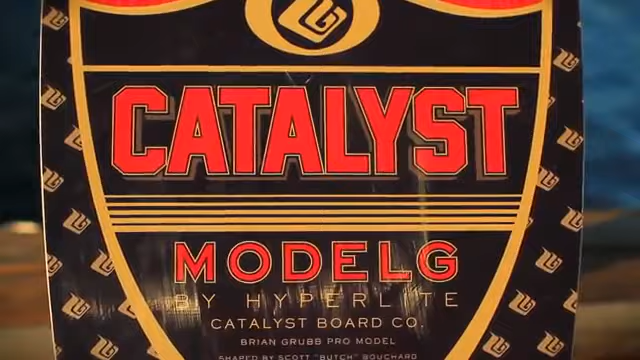 CATALYST
MODELG
BY HYPERLITE
CATALYST BOARD CO.
BRIAN GRUBB PRO MODEL
SHAPED BY SCOTT "BUTCH" BOUCHARD